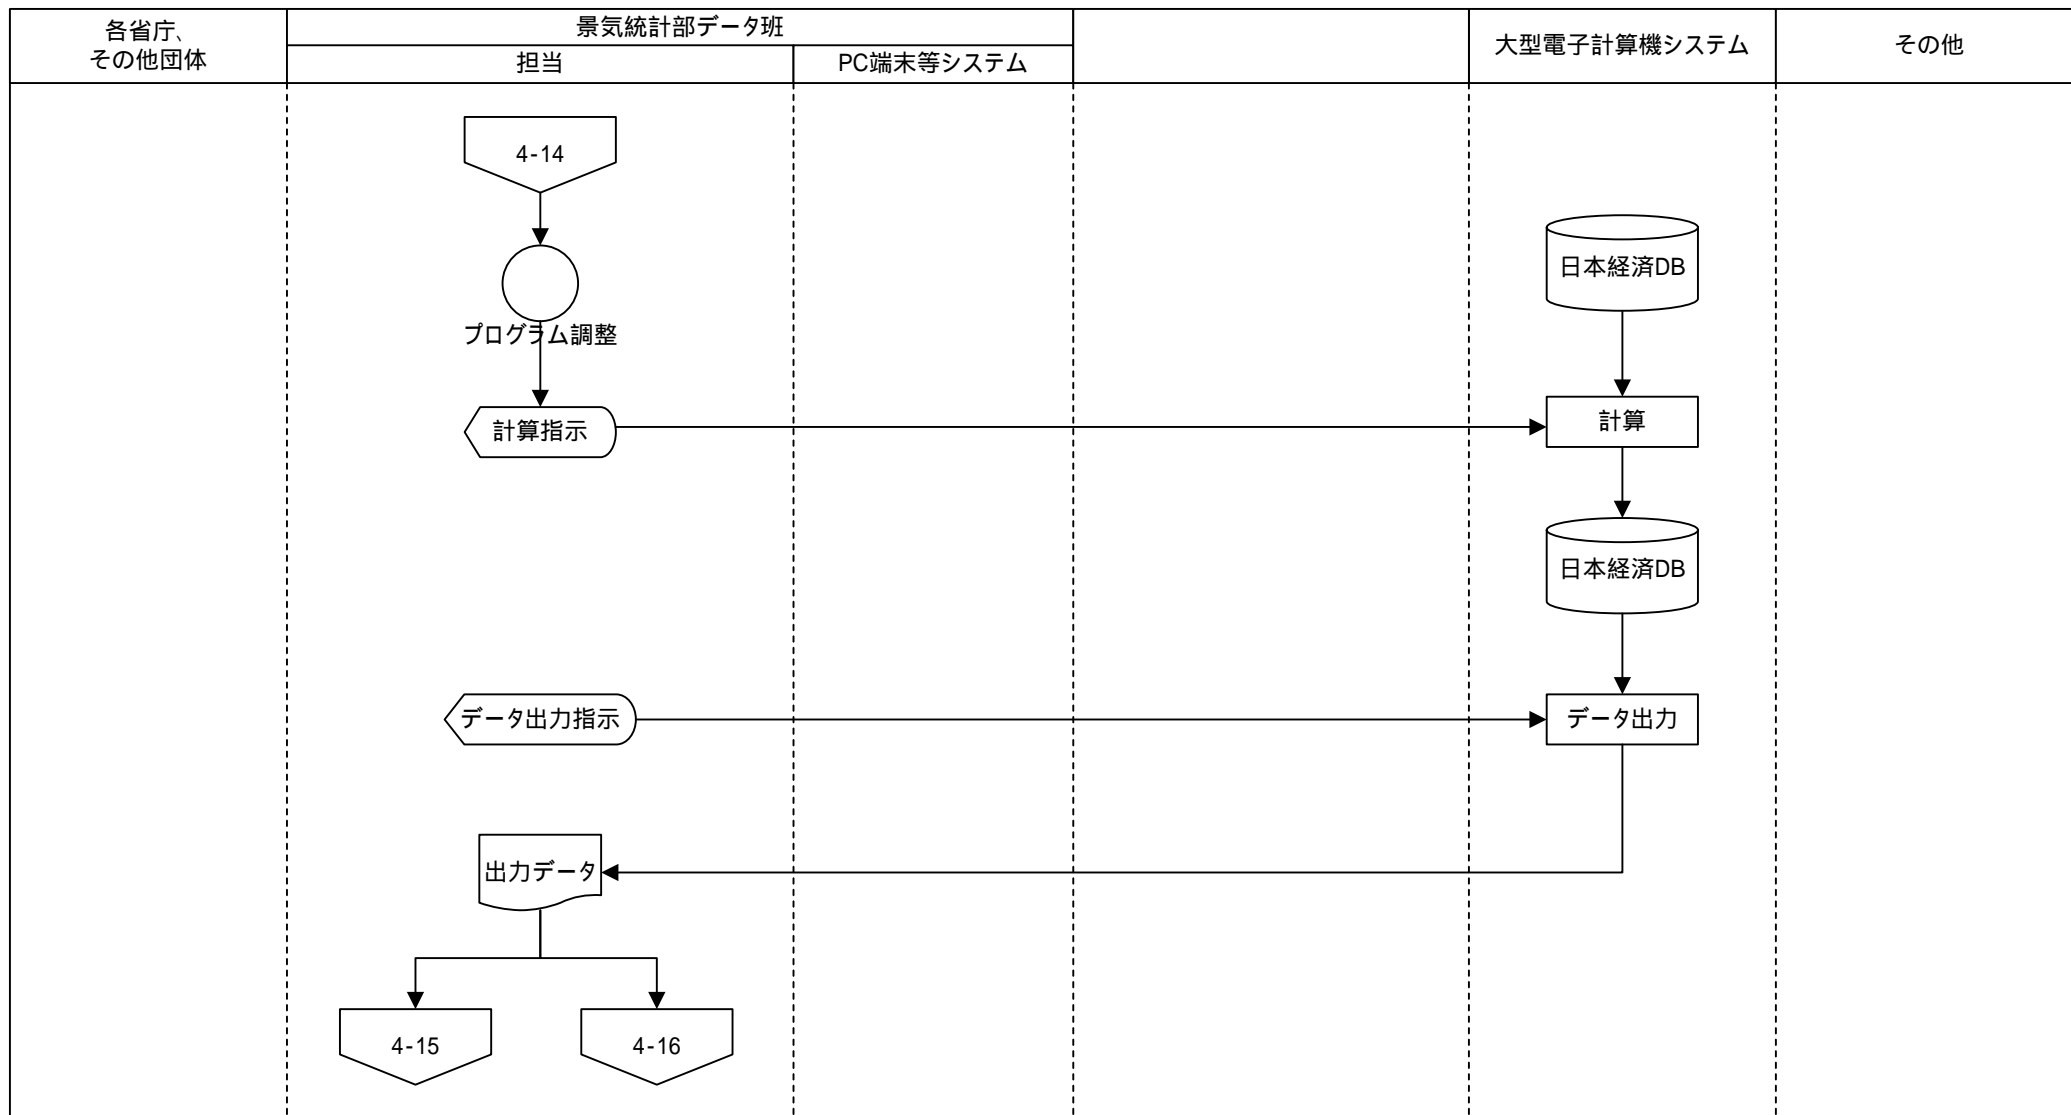 各省庁、
その他団体
景気統計部データ班
担当
PC端末等システム
大型電子計算機システム
その他
4-14
日本経済DB
プログラム調整
計算指示
計算
日本経済DB
データ出力指示
データ出力
出力データ
4-15
4-16